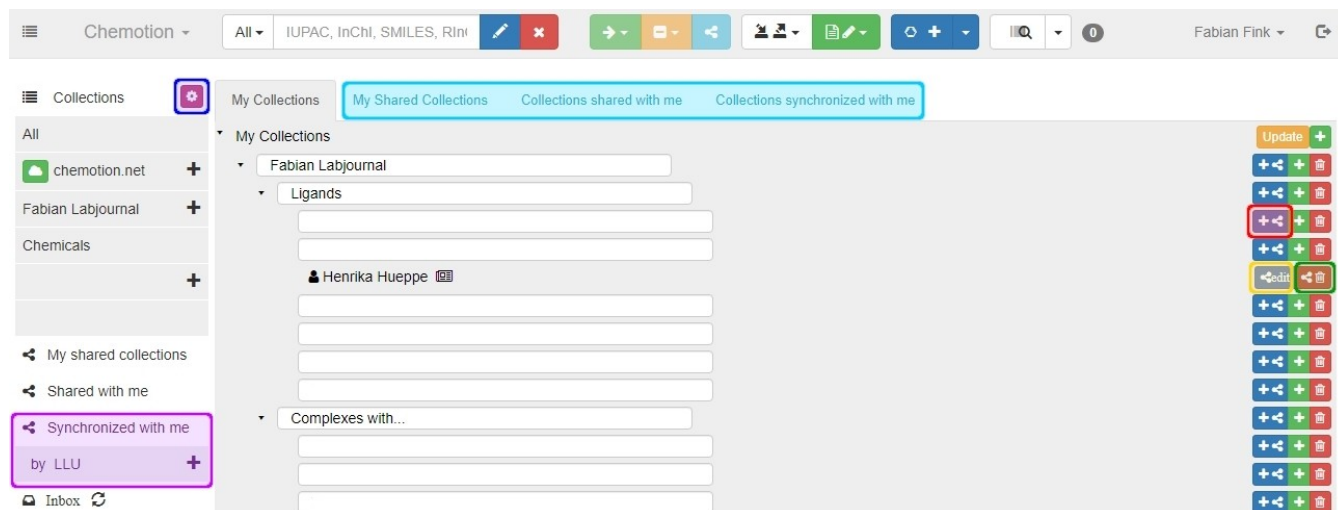 Chemotion All IUPAC, InChI, SMILES, RIn 0 Fabian Fink
Collections My Collections My Shared Collections Collections shared with me Collections synchronized with me
All My Collections Update
chemotion.net Fabian Labjournal
Ligands
Fabian Labjournal
Chemicals
Henrika Hueppe edit
My shared collections
Shared with me
Synchronized with me Complexes with...
by LLU
Inbox